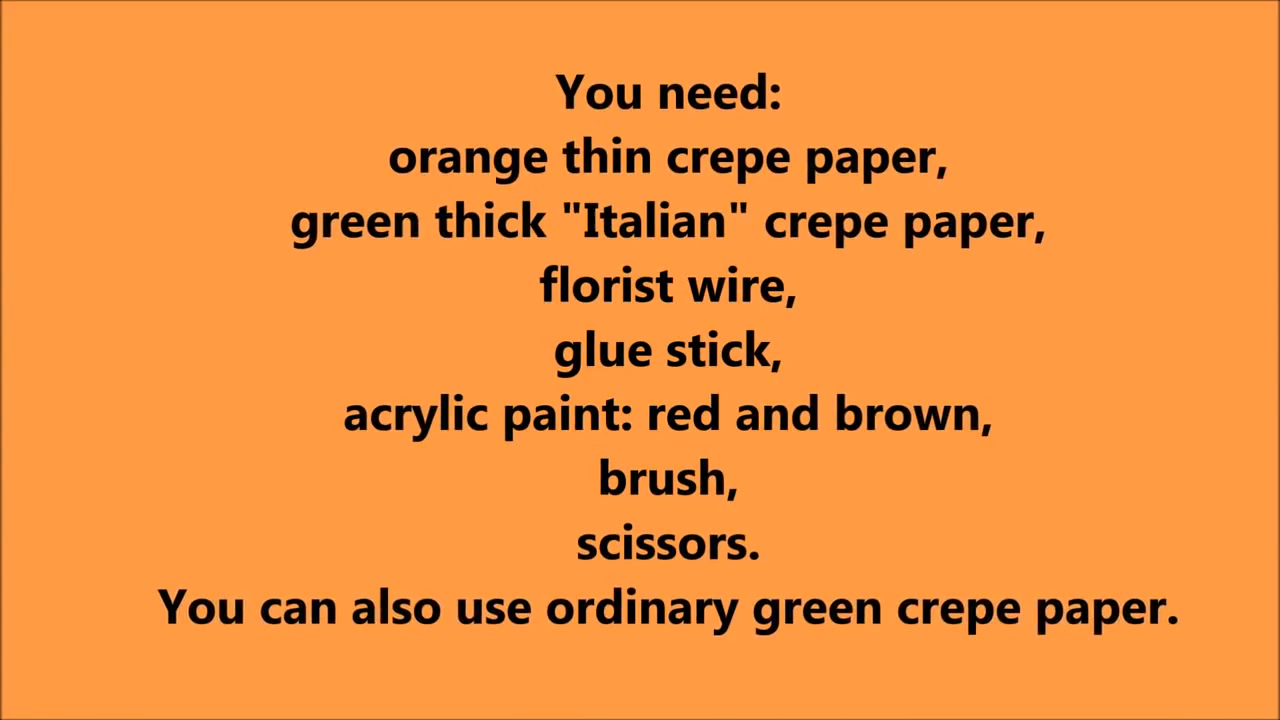 You need:
orange thin crepe paper,
green thick "Italian" crepe paper,
florist wire,
glue stick,
acrylic paint: red and brown,
brush,
scissors.
You can also use ordinary green crepe paper.